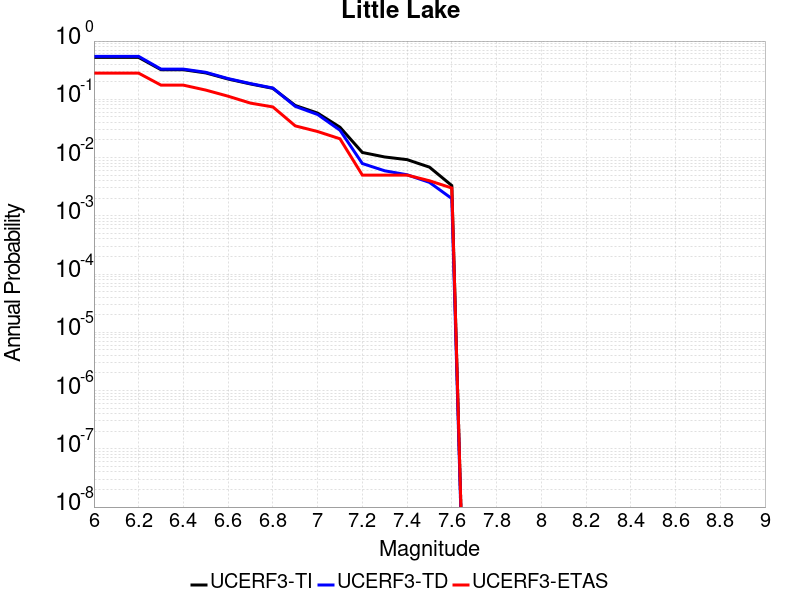 Little Lake
10^0
10^-1
10^-2
10^-3
10^-4
10^-5
10^-6
10^-7
10^-8
Annual Probability
6 6.2 6.4 6.6 6.8 7 7.2 7.4 7.6 7.8 8 8.2 8.4 8.6 8.8 9
Magnitude
UCERF3-TI UCERF3-TD UCERF3-ETAS